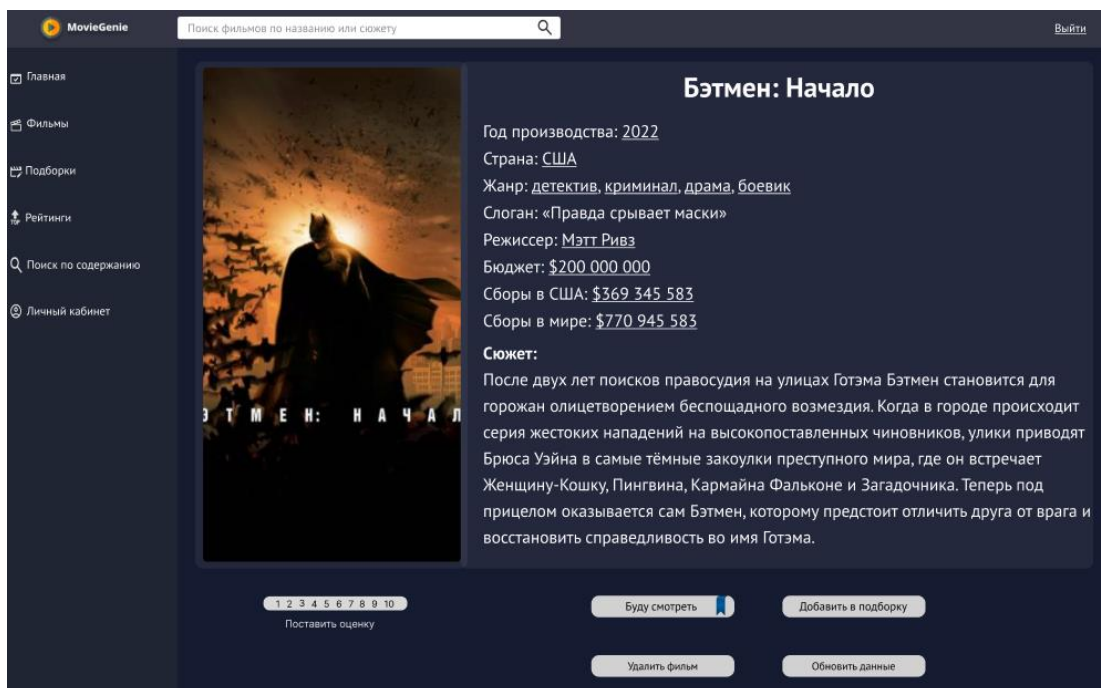 MovieGenie
Поиск фильмов по названию или сюжету
Выйти
Главная
Фильмы
Подборки
Рейтинги
Поиск по содержанию
Личный кабинет
ЭТМЕН: НАЧАЛ
Бэтмен: Начало
Год производства: 2022
Страна: США
Жанр: детектив, криминал, драма, боевик
Слоган: «Правда срывает маски»
Режиссер: Мэтт Ривз
Бюджет: $200 000 000
Сборы в США: $369 345 583
Сборы в мире: $770 945 583
Сюжет:
После двух лет поисков правосудия на улицах Готэма Бэтмен становится для
горожан олицетворением беспощадного возмездия. Когда в городе происходит
серия жестоких нападений на высокопоставленных чиновников, улики приводят
Брюса Уэйна в самые тёмные закоулки преступного мира, где он встречает
Женщину-Кошку, Пингвина, Кармайна Фальконе и Загадочника. Теперь под
прицелом оказывается сам Бэтмен, которому предстоит отличить друга от врага и
восстановить справедливость во имя Готэма.
1 2 3 4 5 6 7 8 9 10
Поставить оценку
Буду смотреть
Добавить в подборку
Удалить фильм
Обновить данные